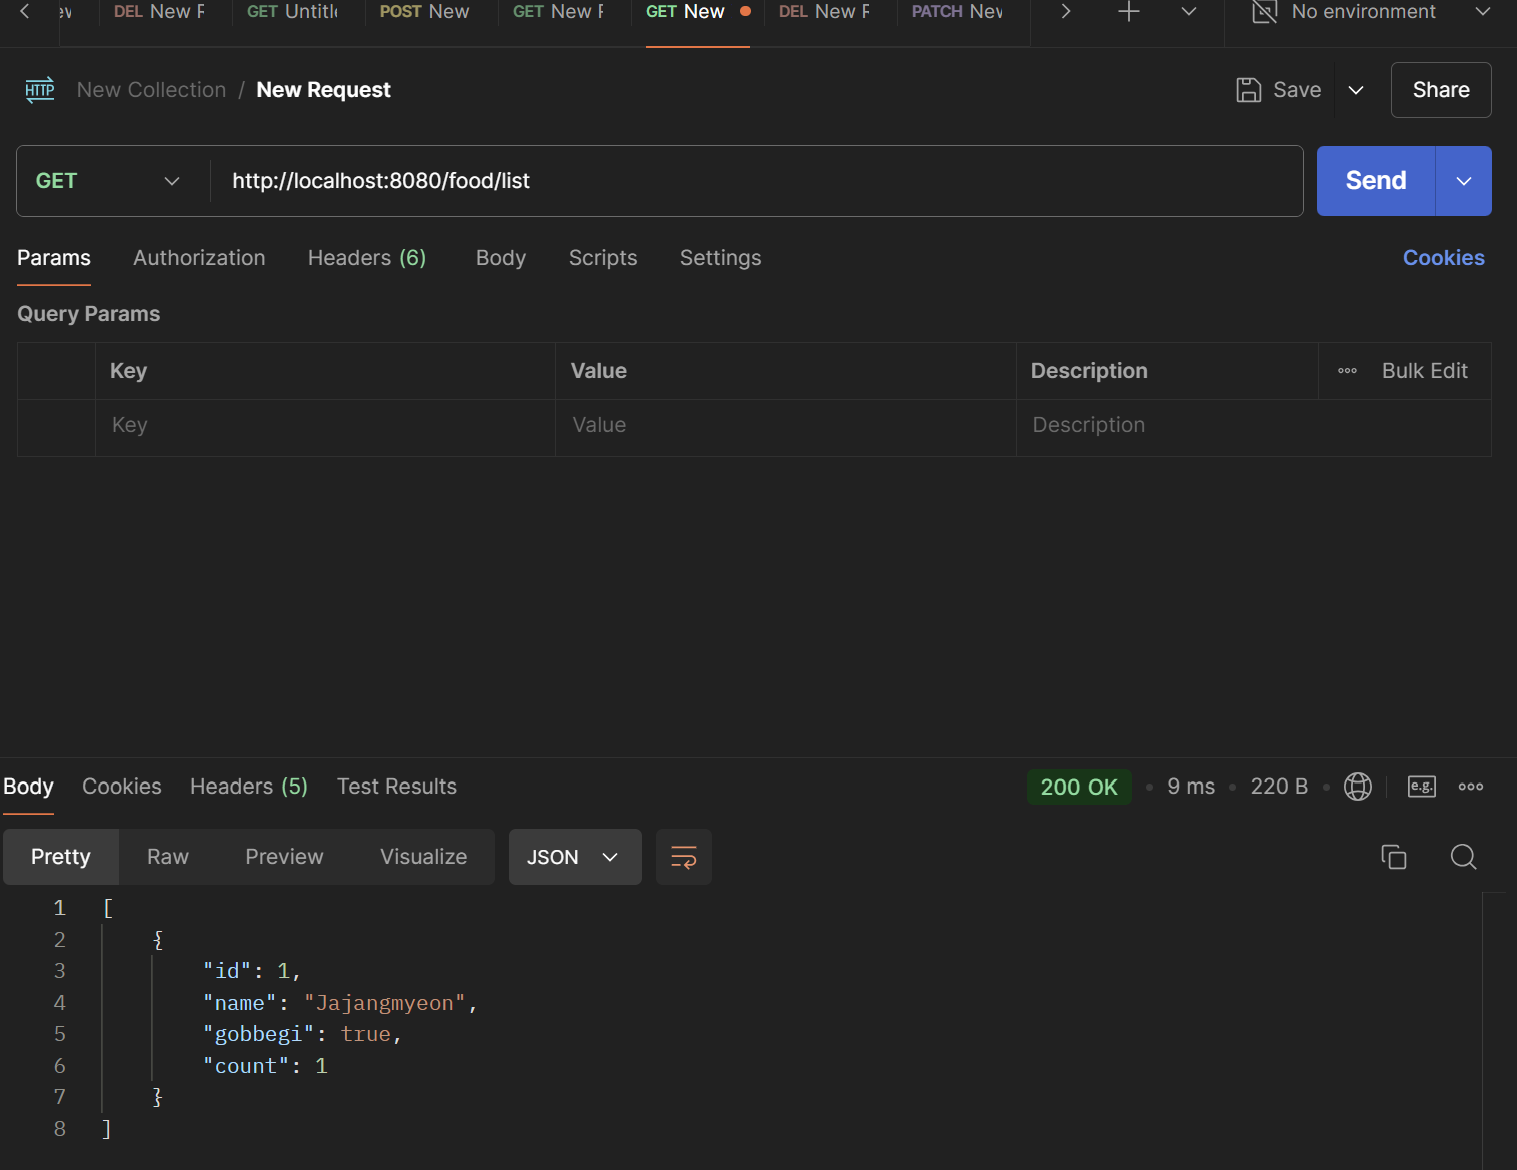 DEL New
GET
POST New
GET New
GET New
DEL New
PATCH
No environment
HTTP New Collection / New Request
Save
Share
GET
http://localhost:8080/food/list
Send
Params Authorization Headers (6) Body Scripts Settings
Cookies
Query Params
Key Value Description ooo Bulk Edit
Key Value Description
Body Cookies Headers (5) Test Results
200 OK • 9 ms • 220 B •
e.g.
Pretty Raw Preview Visualize
JSON
1 [
2 {
3 "id": 1,
4 "name": "Jajangmyeon",
5 "gobbegi": true,
6 "count": 1
7 }
8 ]